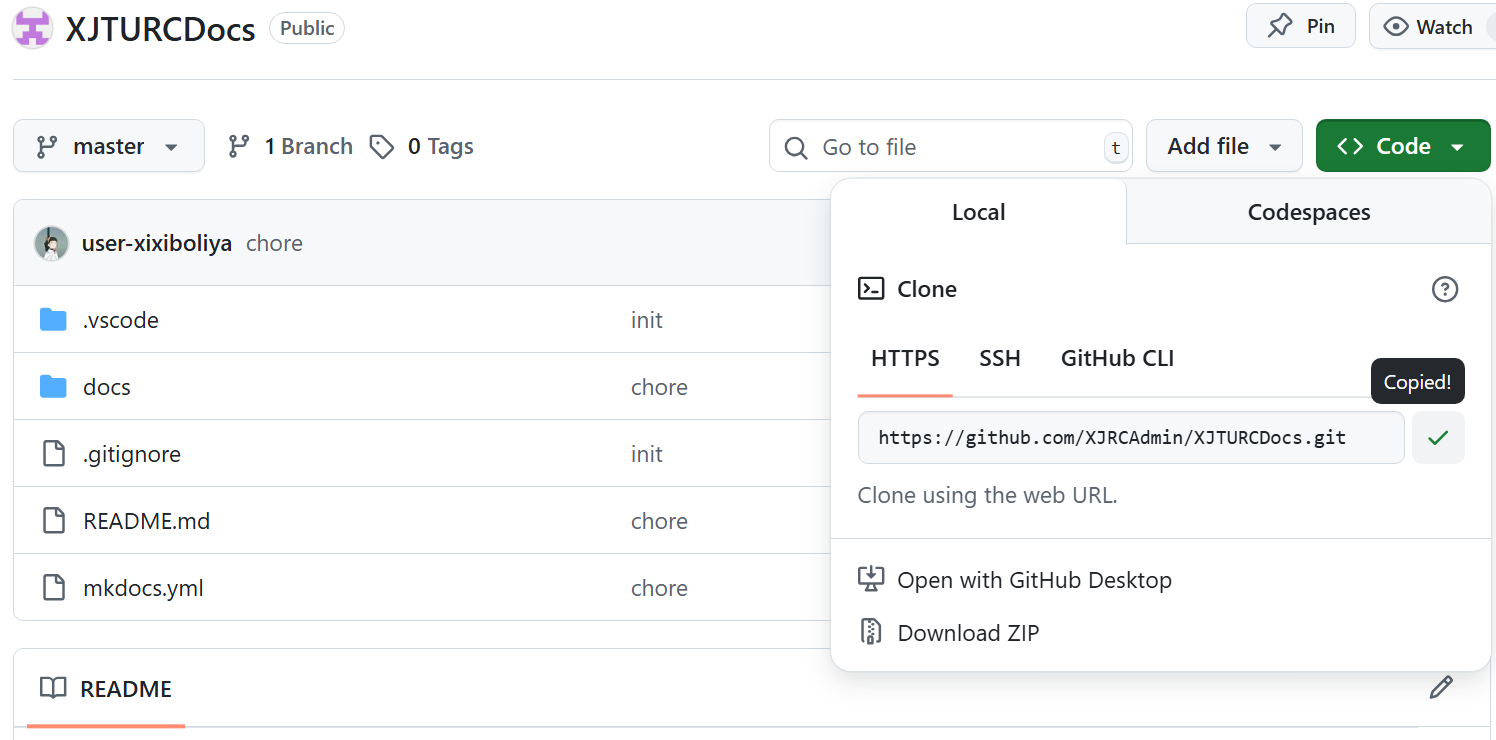 XJTURCDocs Public Pin Watch
master 1 Branch 0 Tags Go to file t Add file Code
Local Codespaces
user-xixiboliya chore
Clone
.vscode init
HTTPS SSH GitHub CLI
Copied!
docs chore
https://github.com/XJRCAdmin/XJTURCDocs.git
.gitignore init
Clone using the web URL.
README.md chore
Open with GitHub Desktop
mkdocs.yml chore
Download ZIP
README